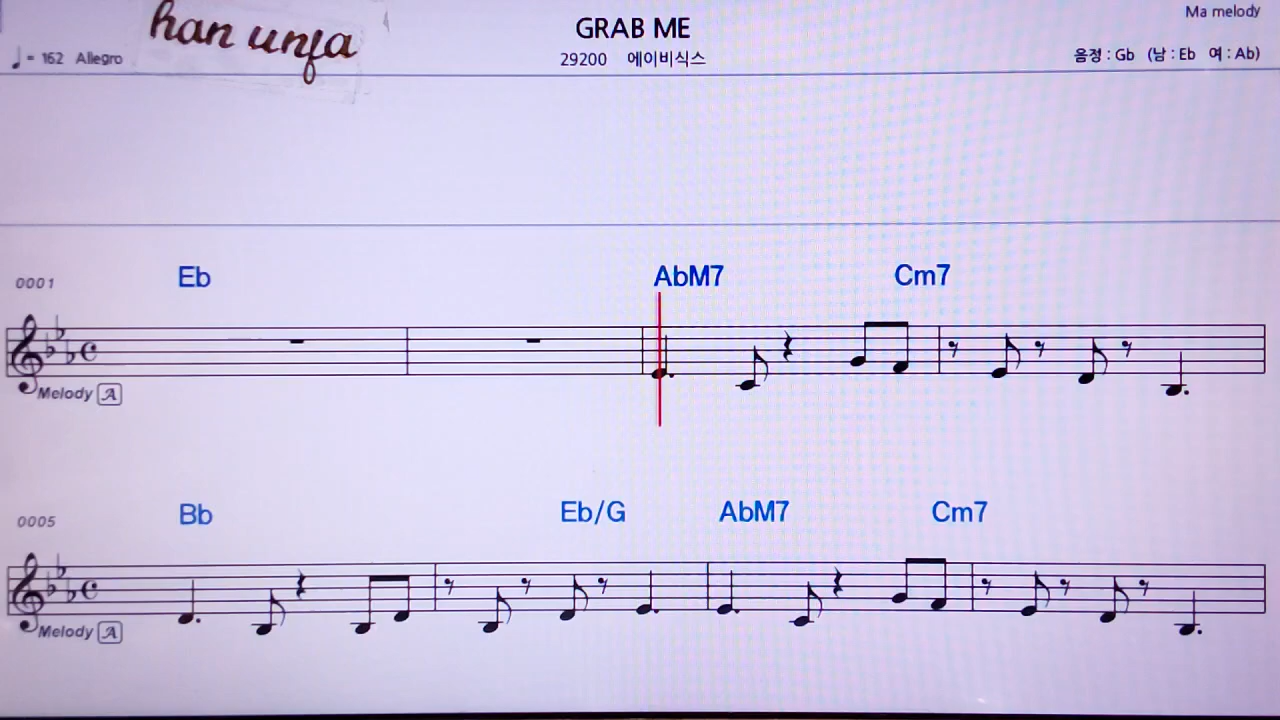 han unja
GRAB ME
Ma melody
♩= 162 Allegro
29200 에이비식스
음정 : Gb (남 : Eb 여 : Ab)
Eb AbM7 Cm7
0001
Melody A
Bb Eb/G AbM7 Cm7
0005
Melody A